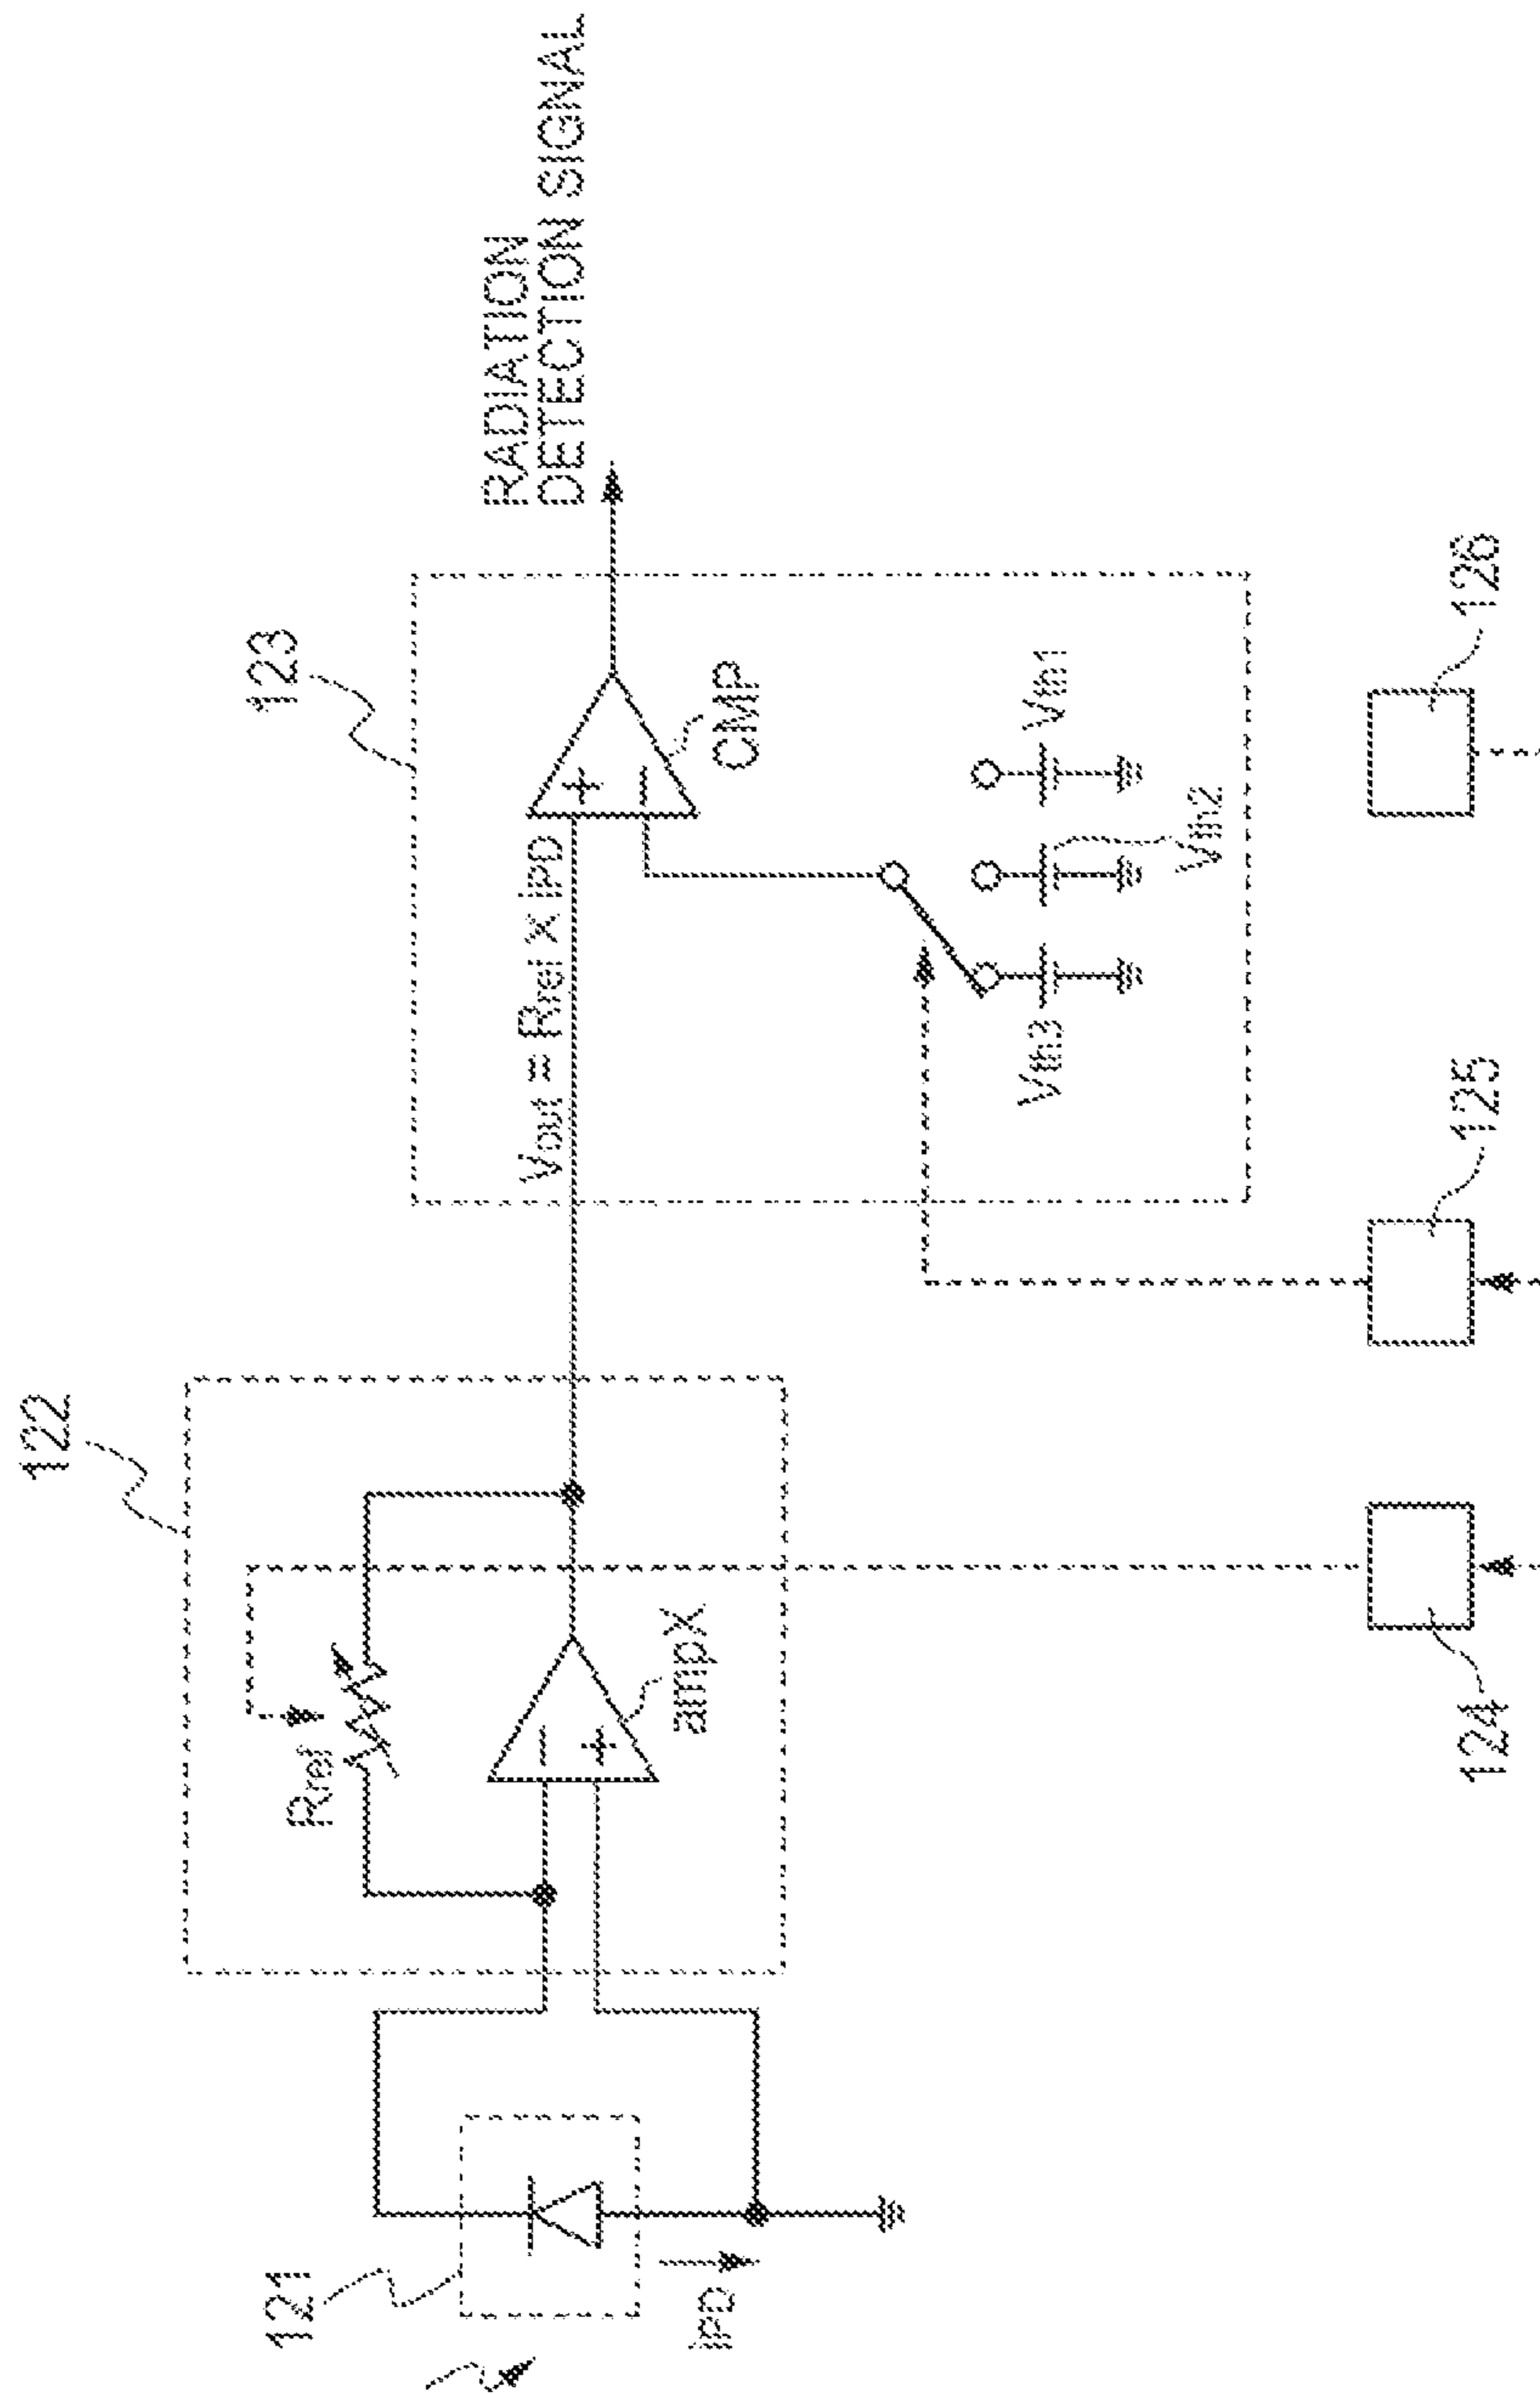 122
123
121
Rref
ampX
iPD
Vout = Rref × iPD
CMP
RADIATION
DETECTION SIGNAL
Vth3
Vth2
Vth1
124
125
126